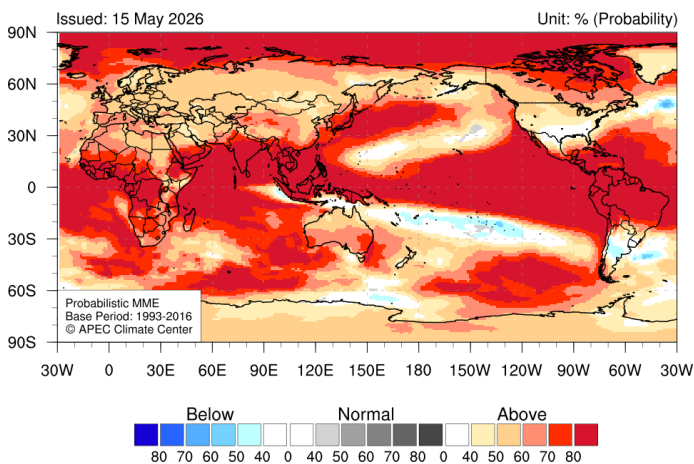 Issued: 15 May 2026 Unit: % (Probability)
90N
60N
30N
0
30S
60S
90S
Probabilistic MME
Base Period: 1993-2016
© APEC Climate Center
30W 0 30E 60E 90E 120E 150E 180 150W 120W 90W 60W 30W
Below Normal Above
80 70 60 50 40 0 40 50 60 70 80 0 40 50 60 70 80